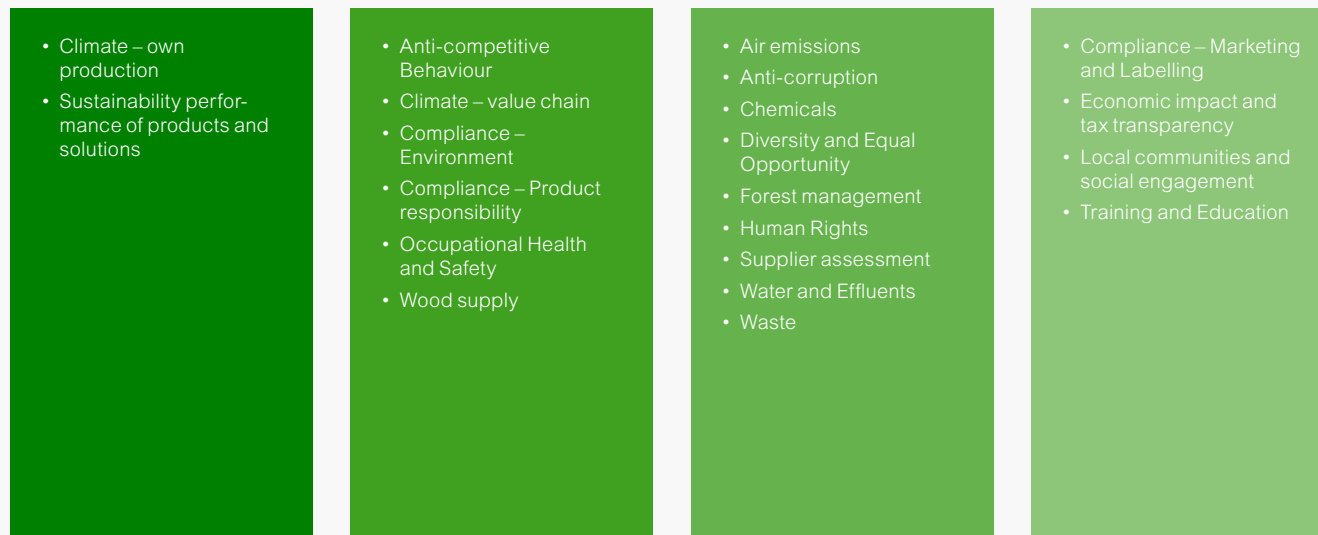 • Climate – own
production
• Sustainability perfor-
mance of products and
solutions
• Anti-competitive
Behaviour
• Climate – value chain
• Compliance –
Environment
• Compliance – Product
responsibility
• Occupational Health
and Safety
• Wood supply
• Air emissions
• Anti-corruption
• Chemicals
• Diversity and Equal
Opportunity
• Forest management
• Human Rights
• Supplier assessment
• Water and Effluents
• Waste
• Compliance – Marketing
and Labelling
• Economic impact and
tax transparency
• Local communities and
social engagement
• Training and Education